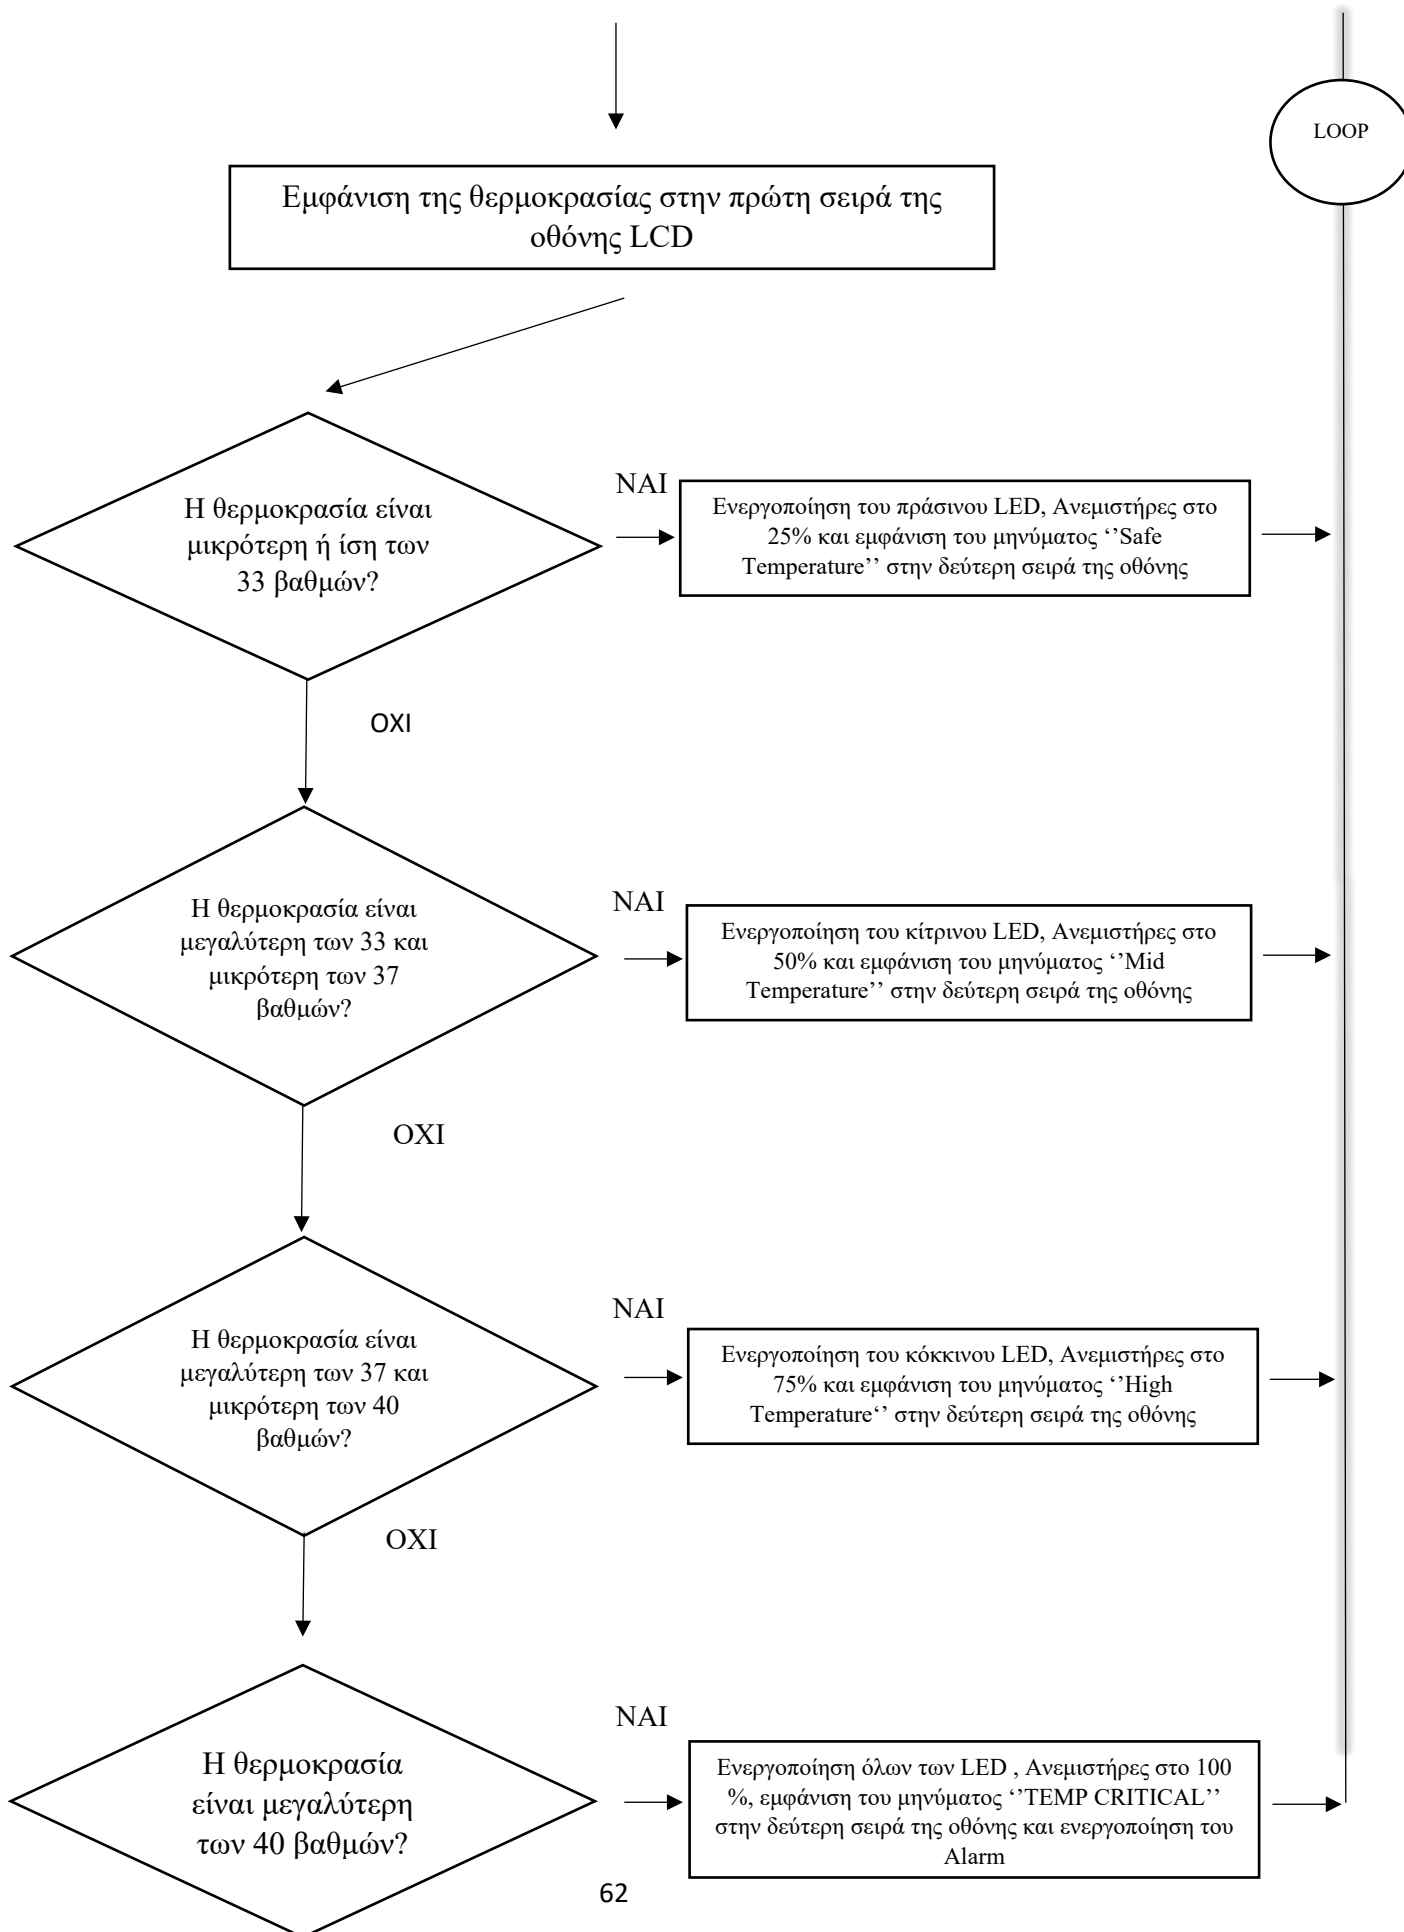 LOOP
Εμφάνιση της θερμοκρασίας στην πρώτη σειρά της
οθόνης LCD
Η θερμοκρασία είναι
μικρότερη ή ίση των
33 βαθμών?
ΝΑΙ
Ενεργοποίηση του πράσινου LED, Ανεμιστήρες στο
25% και εμφάνιση του μηνύματος ‘’Safe
Temperature’’ στην δεύτερη σειρά της οθόνης
ΟΧΙ
Η θερμοκρασία είναι
μεγαλύτερη των 33 και
μικρότερη των 37
βαθμών?
ΝΑΙ
Ενεργοποίηση του κίτρινου LED, Ανεμιστήρες στο
50% και εμφάνιση του μηνύματος ‘’Mid
Temperature’’ στην δεύτερη σειρά της οθόνης
ΟΧΙ
Η θερμοκρασία είναι
μεγαλύτερη των 37 και
μικρότερη των 40
βαθμών?
ΝΑΙ
Ενεργοποίηση του κόκκινου LED, Ανεμιστήρες στο
75% και εμφάνιση του μηνύματος ‘’High
Temperature‘’ στην δεύτερη σειρά της οθόνης
ΟΧΙ
Η θερμοκρασία
είναι μεγαλύτερη
των 40 βαθμών?
ΝΑΙ
Ενεργοποίηση όλων των LED , Ανεμιστήρες στο 100
%, εμφάνιση του μηνύματος ‘’TEMP CRITICAL’’
στην δεύτερη σειρά της οθόνης και ενεργοποίηση του
Alarm
62